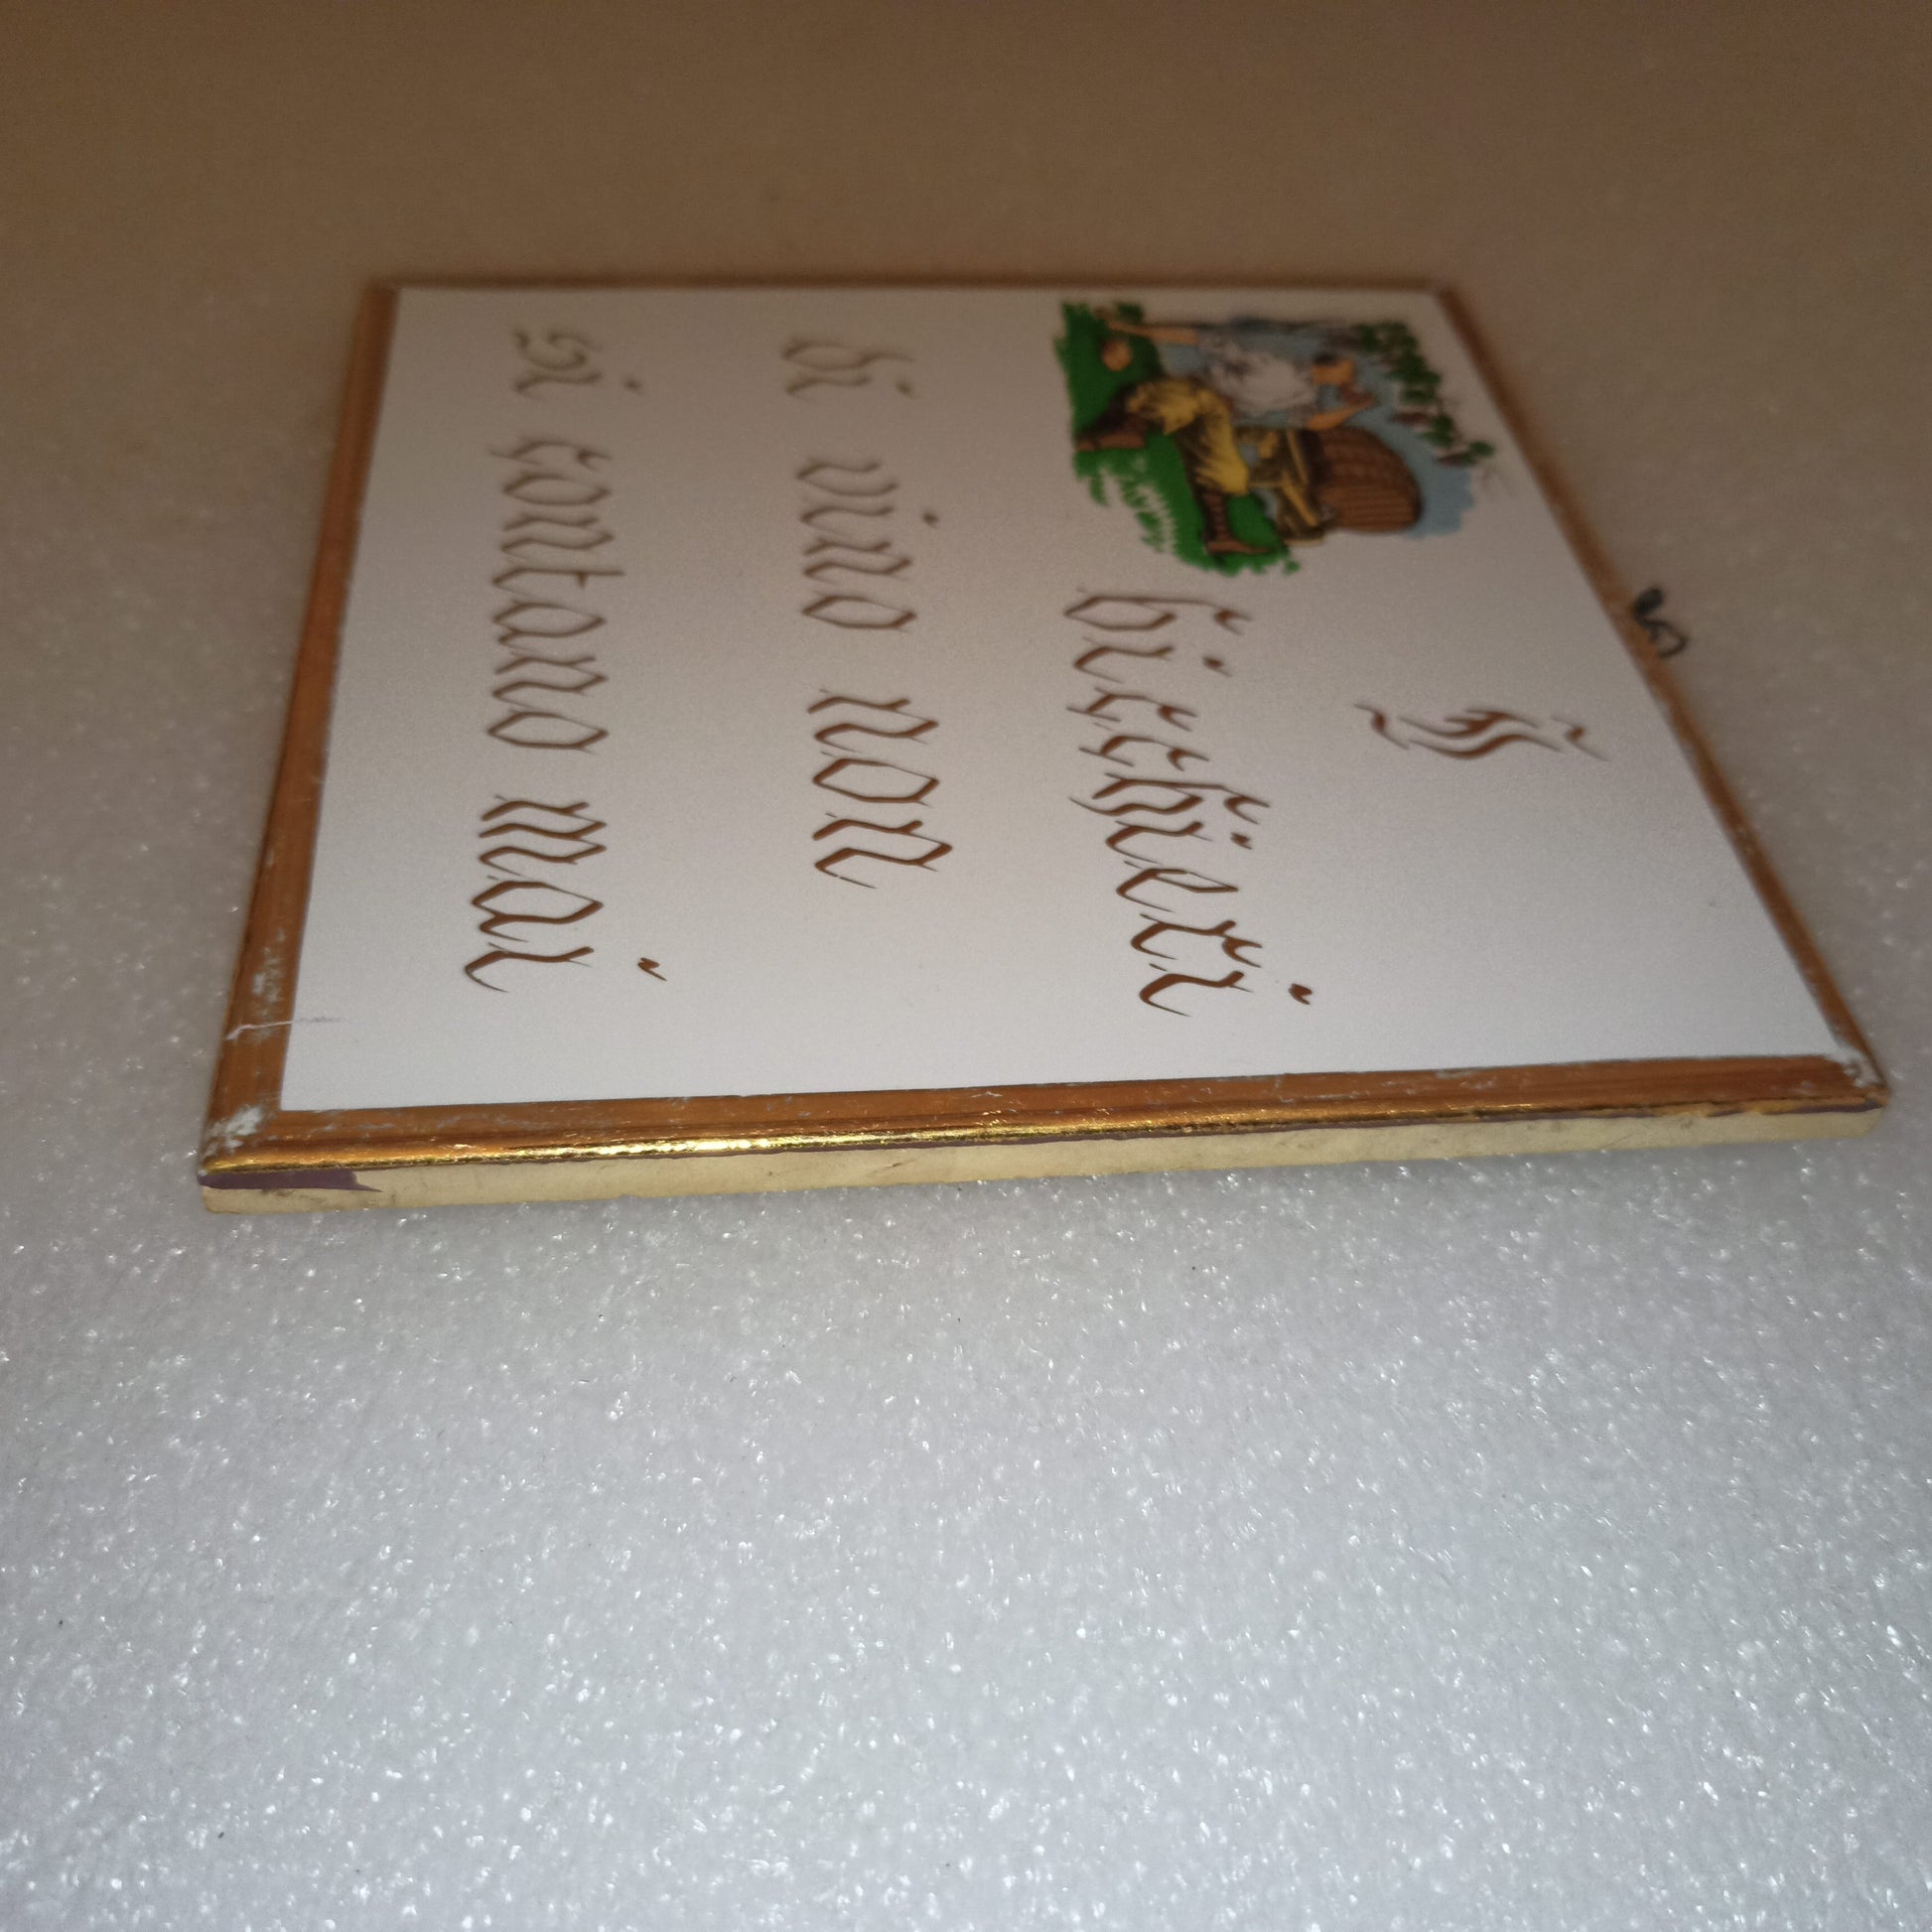 I
bicchieri
di vino non
si contano mai